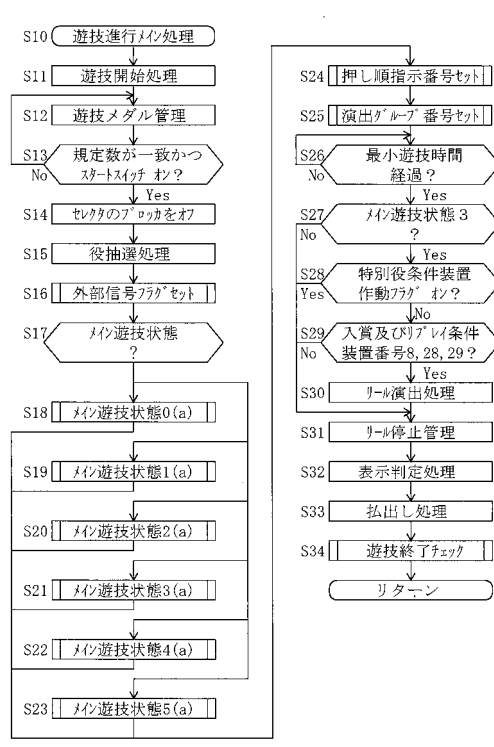 S10 遊技進行ﾒｲﾝ処理
S11 遊技開始処理
S12 遊技メダル管理
S13 規定数が一致かつ
No ｽﾀｰﾄｽｲｯﾁ オン？
Yes
S14 ｾﾚｸﾀのﾌﾞﾛｯｶをオフ
S15 役抽選処理
S16 外部信号ﾌﾗｸﾞｾｯﾄ
S17 ﾒｲﾝ遊技状態
？
S18 ﾒｲﾝ遊技状態0(a)
S19 ﾒｲﾝ遊技状態1(a)
S20 ﾒｲﾝ遊技状態2(a)
S21 ﾒｲﾝ遊技状態3(a)
S22 ﾒｲﾝ遊技状態4(a)
S23 ﾒｲﾝ遊技状態5(a)
S24 押し順指示番号セット
S25 演出ｸﾞﾙｰﾌﾟ番号セット
S26 最小遊技時間
No 経過？
Yes
S27 ﾒｲﾝ遊技状態３
No ？
Yes
S28 特別役条件装置
Yes 作動ﾌﾗｸﾞ オン？
No
S29 入賞及びﾘﾌﾟﾚｲ条件
No 装置番号8,28,29？
Yes
S30 ﾘｰﾙ演出処理
S31 ﾘｰﾙ停止管理
S32 表示判定処理
S33 払出し処理
S34 遊技終了ﾁｪｯｸ
リターン